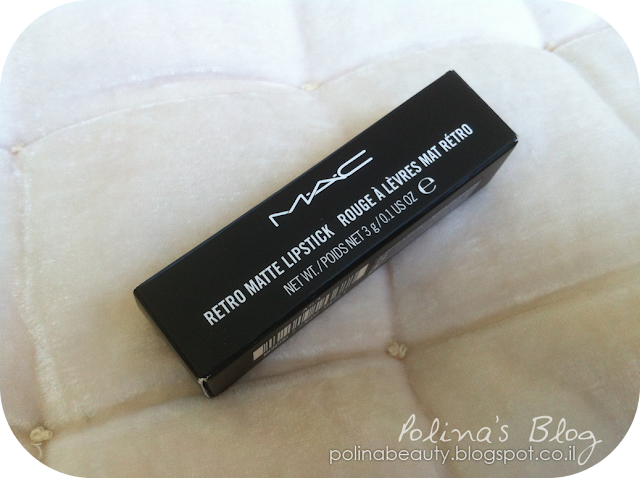 M·A·C
RETRO MATTE LIPSTICK ROUGE À LÈVRES MAT RÉTRO
NET WT./POIDS NET 3 g/0.1 US OZ ℮
Polina's Blog
polinabeauty.blogspot.co.il